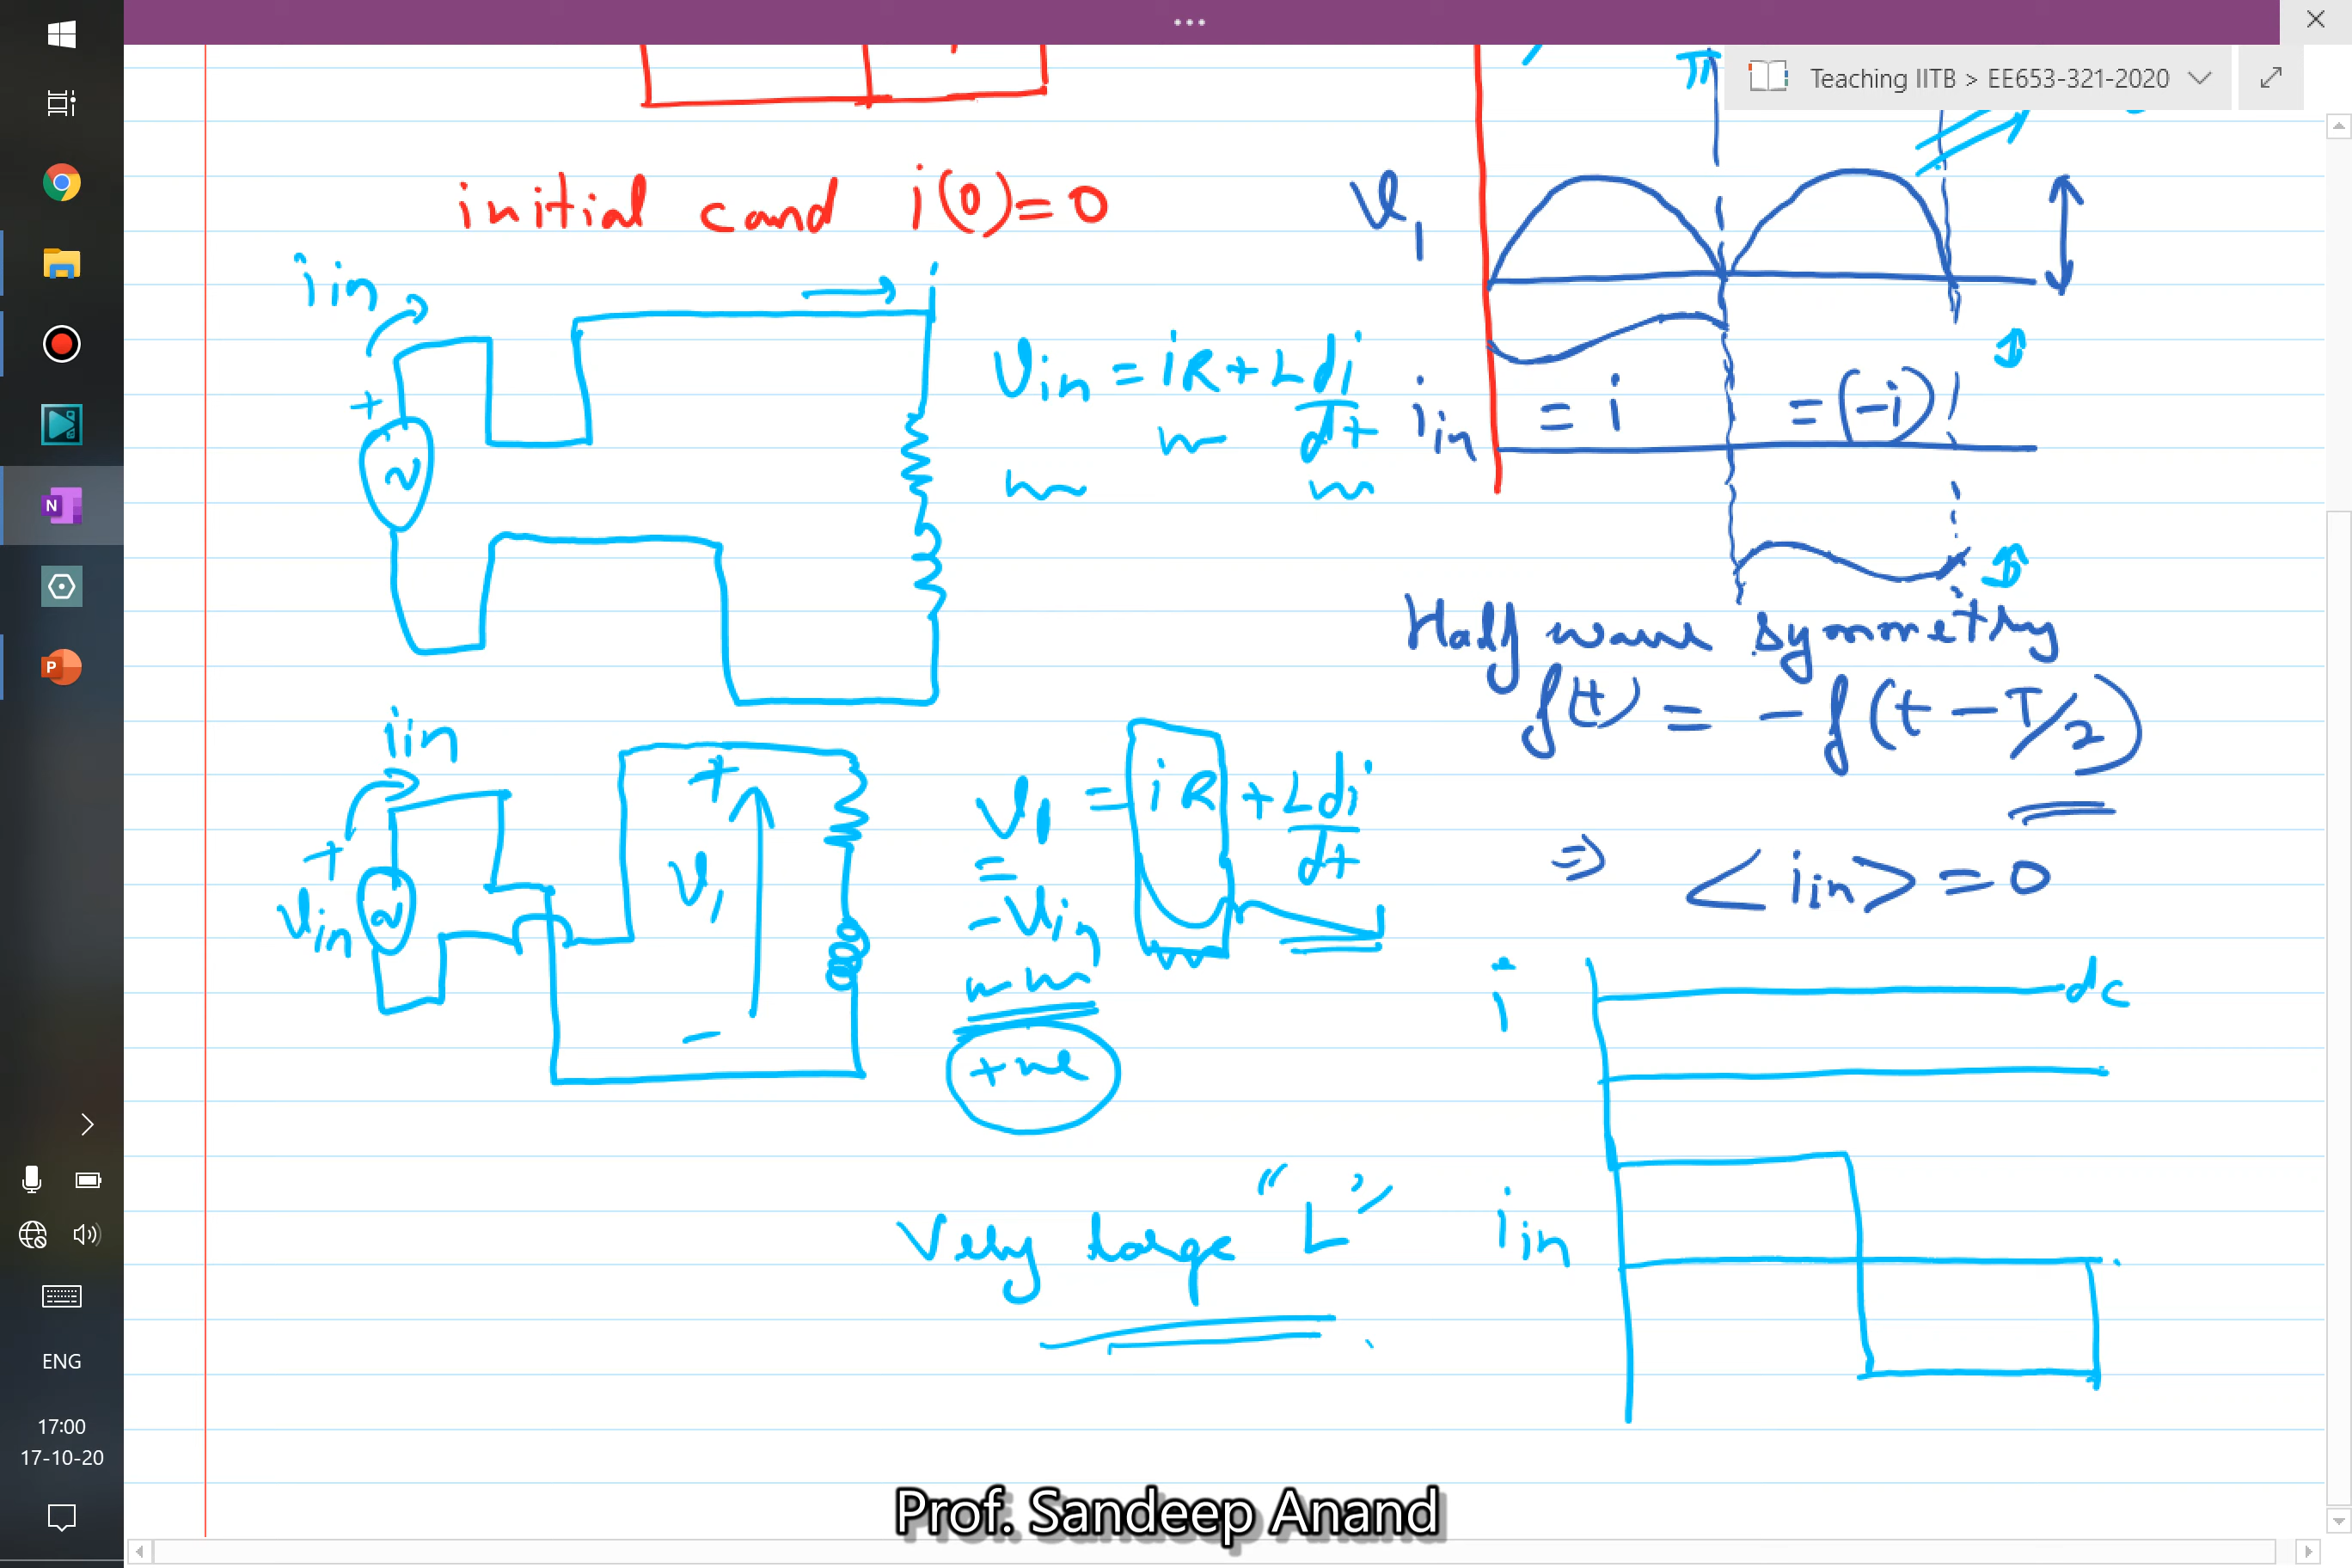 Teaching IITB > EE653-321-2020
π
initial cond i(0)=0
V1
iin
i
+
Vin = iR + L di/dt
iin = i = (-i)
Half wave symmetry
f(t) = -f(t - T/2)
⇒ <iin> = 0
iin
+
Vin
+
V1
-
V1 = iR + L di/dt
= -Vin
+ve
i
dc
Very large "L"
iin
ENG
17:00
17-10-20
Prof. Sandeep Anand